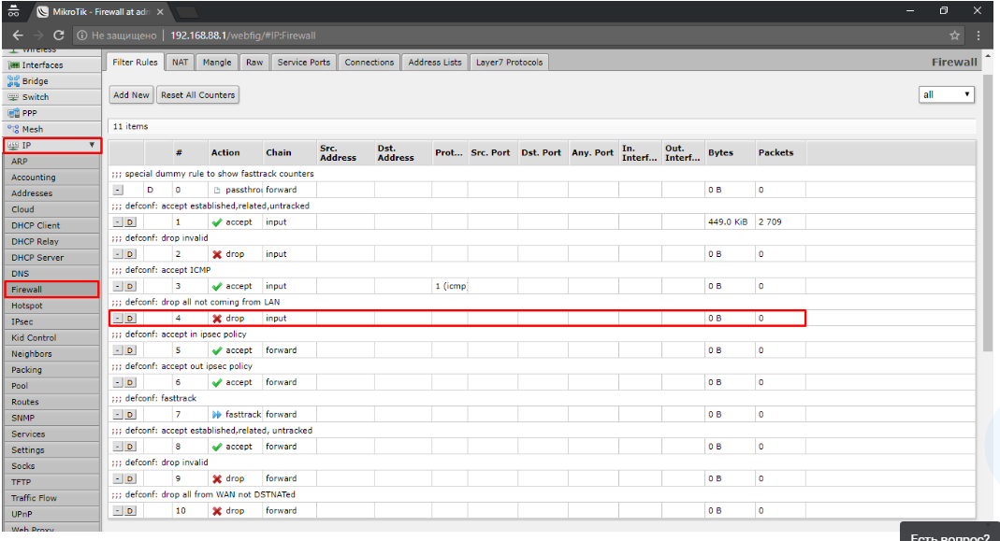 MikroTik - Firewall at adm
Не защищено | 192.168.88.1/webfig/#IP:Firewall
Wireless
Interfaces
Bridge
Switch
PPP
Mesh
IP
ARP
Accounting
Addresses
Cloud
DHCP Client
DHCP Relay
DHCP Server
DNS
Firewall
Hotspot
IPsec
Kid Control
Neighbors
Packing
Pool
Routes
SNMP
Services
Settings
Socks
TFTP
Traffic Flow
UPnP
Web Proxy
Filter Rules NAT Mangle Raw Service Ports Connections Address Lists Layer7 Protocols Firewall
Add New Reset All Counters all
11 items
# Action Chain Src. Address Dst. Address Prot... Src. Port Dst. Port Any. Port In. Interf... Out. Interf... Bytes Packets
;;; special dummy rule to show fasttrack counters
- D 0 passthrou forward 0 B 0
;;; defconf: accept established,related,untracked
- D 1 accept input 449.0 KiB 2 709
;;; defconf: drop invalid
- D 2 drop input 0 B 0
;;; defconf: accept ICMP
- D 3 accept input 1 (icmp) 0 B 0
;;; defconf: drop all not coming from LAN
- D 4 drop input 0 B 0
;;; defconf: accept in ipsec policy
- D 5 accept forward 0 B 0
;;; defconf: accept out ipsec policy
- D 6 accept forward 0 B 0
;;; defconf: fasttrack
- D 7 fasttrack forward 0 B 0
;;; defconf: accept established,related, untracked
- D 8 accept forward 0 B 0
;;; defconf: drop invalid
- D 9 drop forward 0 B 0
;;; defconf: drop all from WAN not DSTNATed
- D 10 drop forward 0 B 0
Есть вопрос?